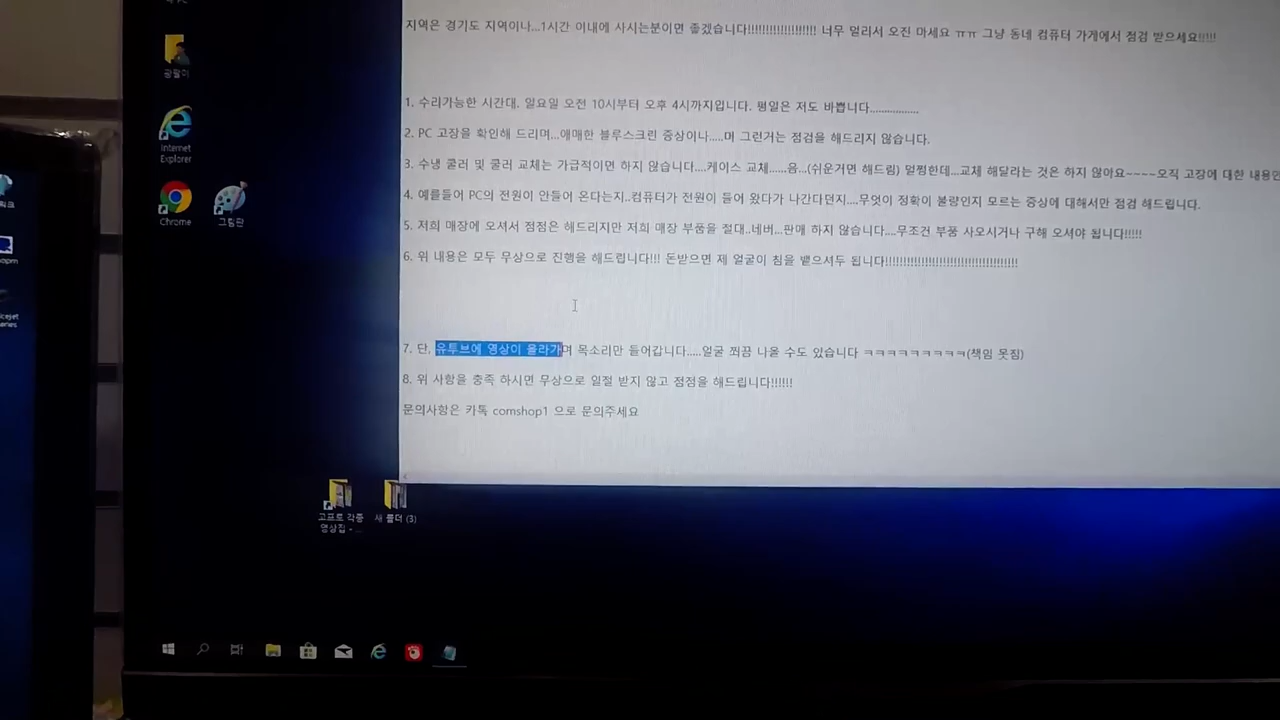 지역은 경기도 지역이나...1시간 이내에 사시는분이면 좋겠습니다!!!!!!!!!!!!!!!!!!! 너무 멀리서 오진 마세요 ㅠㅠ 그냥 동네 컴퓨터 가게에서 점검 받으세요!!!!!
1. 수리가능한 시간대. 일요일 오전 10시부터 오후 4시까지입니다. 평일은 저도 바쁩니다................
2. PC 고장을 확인해 드리며...애매한 블루스크린 증상이나.....머 그런거는 점검을 해드리지 않습니다.
3. 수냉 쿨러 및 쿨러 교체는 가급적이면 하지 않습니다....케이스 교체......음...(쉬운거면 해드림) 멀찡한데...교체 해달라는 것은 하지 않아요~~~~오직 고장에 대한 내용만
4. 예를들어 PC의 전원이 안들어 온다는지..컴퓨터가 전원이 들어 왔다가 나간다던지....무엇이 정확이 불량인지 모르는 증상에 대해서만 점검 해드립니다.
5. 저희 매장에 오셔서 점점은 해드리지만 저희 매장 부품을 절대..네버...판매 하지 않습니다....무조건 부품 사오시거나 구해 오셔야 됩니다!!!!!
6. 위 내용은 모두 무상으로 진행을 해드립니다!!! 돈받으면 제 얼굴이 침을 뱉으셔두 됩니다!!!!!!!!!!!!!!!!!!!!!!!!!!!!!!!!!!!!!
7. 단, 유투브에 영상이 올라가며 목소리만 들어갑니다.....얼굴 쬐끔 나올 수도 있습니다 ㅋㅋㅋㅋㅋㅋㅋㅋㅋ(책임 못짐)
8. 위 사항을 충족 하시면 무상으로 일절 받지 않고 점정을 해드립니다!!!!!!
문의사항은 카톡 comshop1 으로 문의주세요
Internet
Explorer
Chrome
그림판
고프로 각종
영상집 - ...
새 폴더 (3)